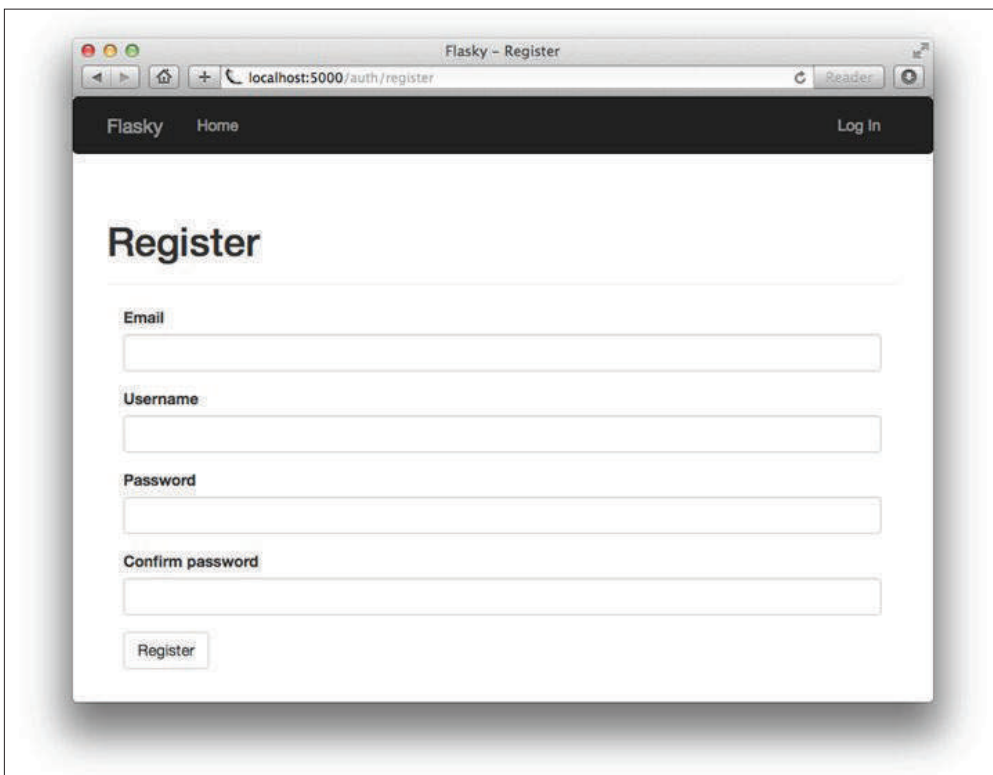 Flasky – Register
localhost:5000/auth/register
Reader
Flasky Home Log In
Register
Email
Username
Password
Confirm password
Register